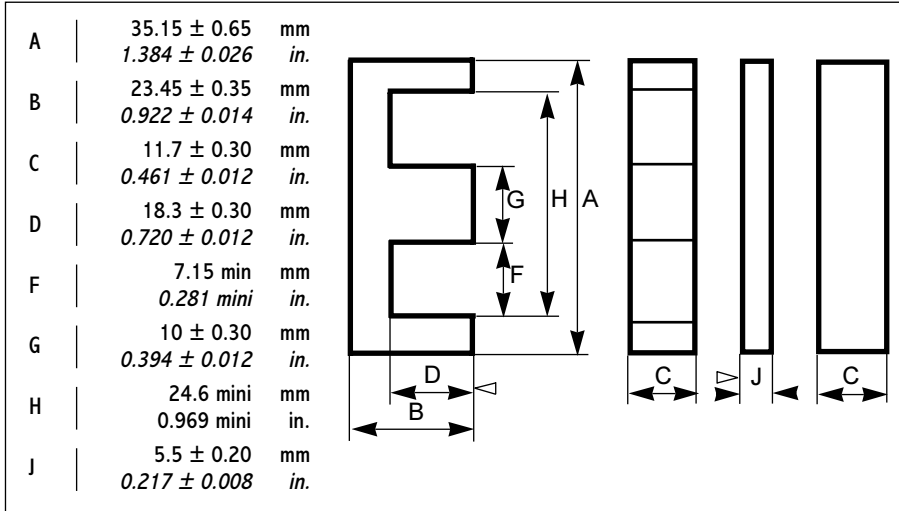 A 35.15 ± 0.65 mm
1.384 ± 0.026 in.
B 23.45 ± 0.35 mm
0.922 ± 0.014 in.
C 11.7 ± 0.30 mm
0.461 ± 0.012 in.
D 18.3 ± 0.30 mm
0.720 ± 0.012 in.
F 7.15 min mm
0.281 mini in.
G 10 ± 0.30 mm
0.394 ± 0.012 in.
H 24.6 mini mm
0.969 mini in.
J 5.5 ± 0.20 mm
0.217 ± 0.008 in.
G H A
F
D
B
C J C